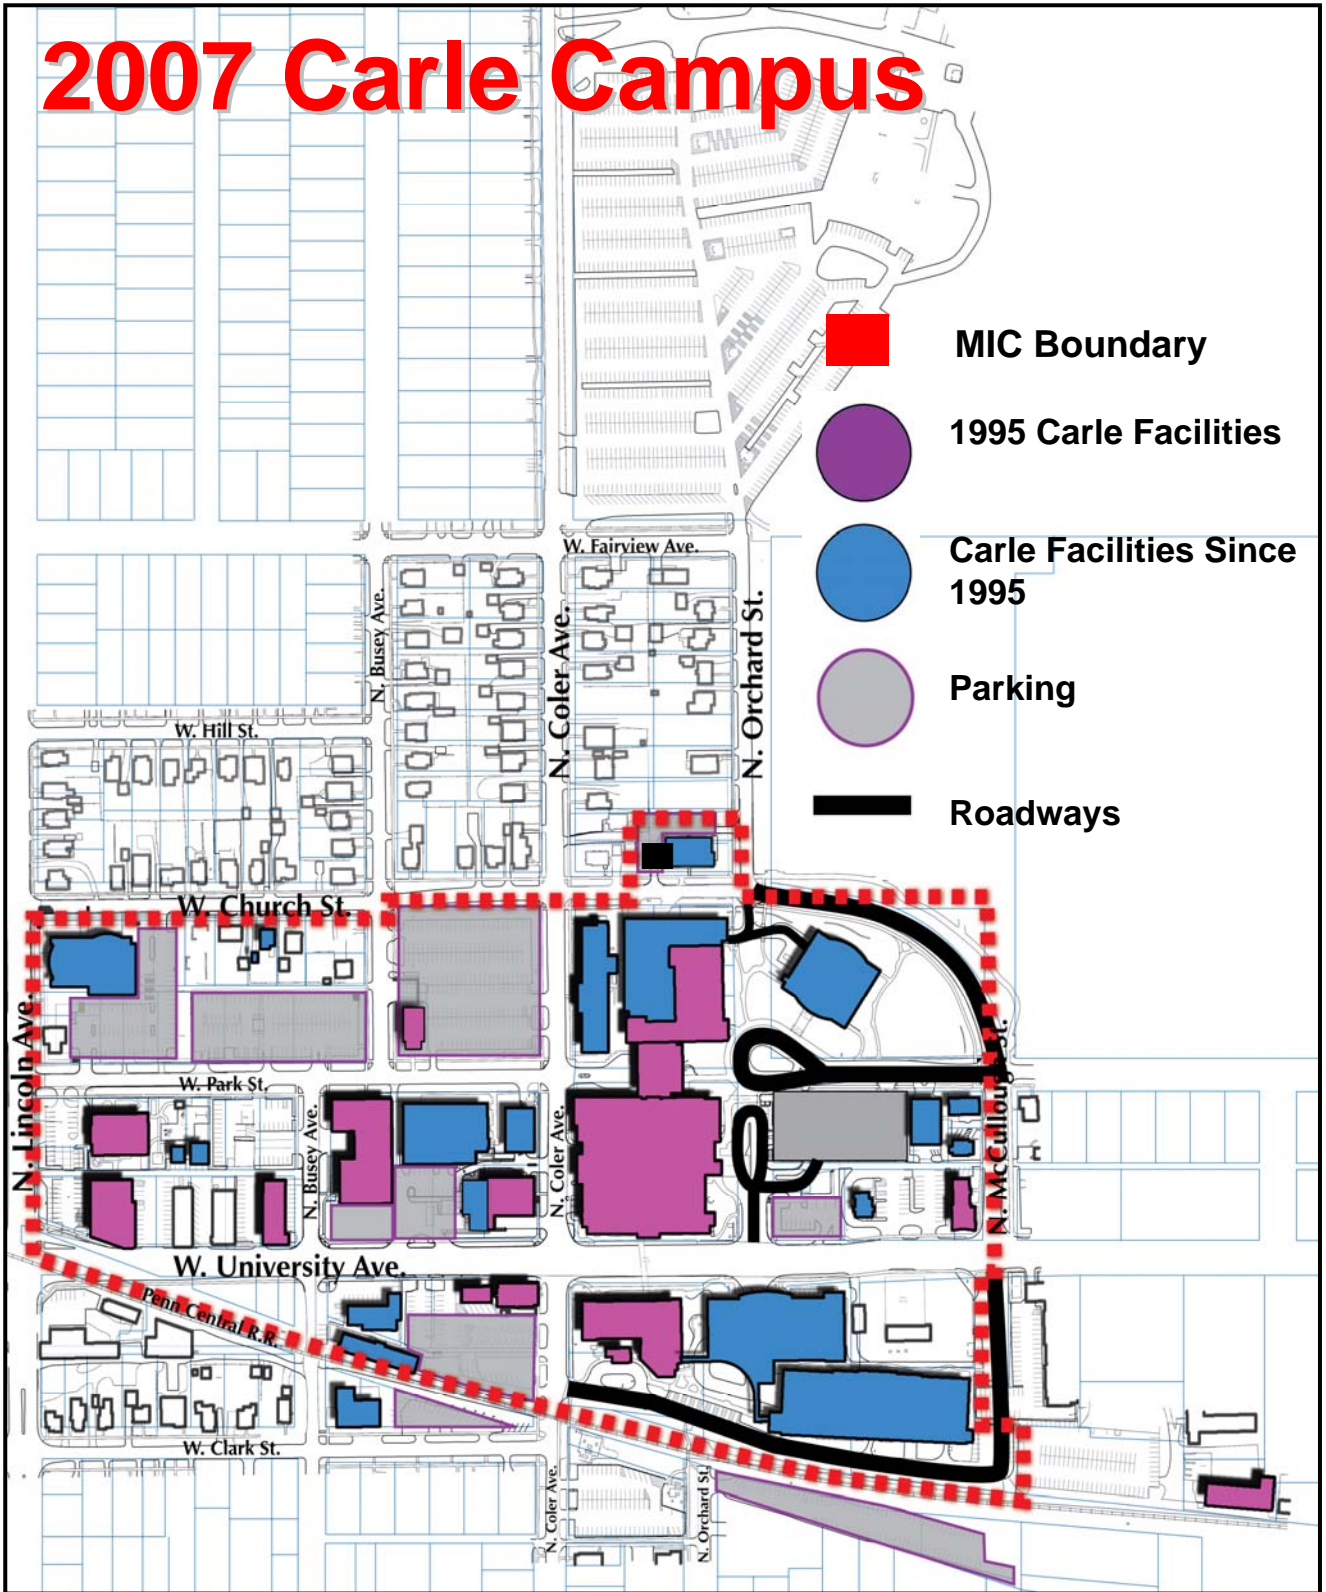 2007 Carle Campus
MIC Boundary
1995 Carle Facilities
Carle Facilities Since
1995
Parking
Roadways
W. Fairview Ave.
N. Busey Ave.
N. Coler Ave.
N. Orchard St.
W. Hill St.
W. Church St.
N. Lincoln Ave.
W. Park St.
N. Busey Ave.
N. Coler Ave.
N. McCullough St.
W. University Ave.
Penn Central R.R.
W. Clark St.
N. Coler Ave.
N. Orchard St.